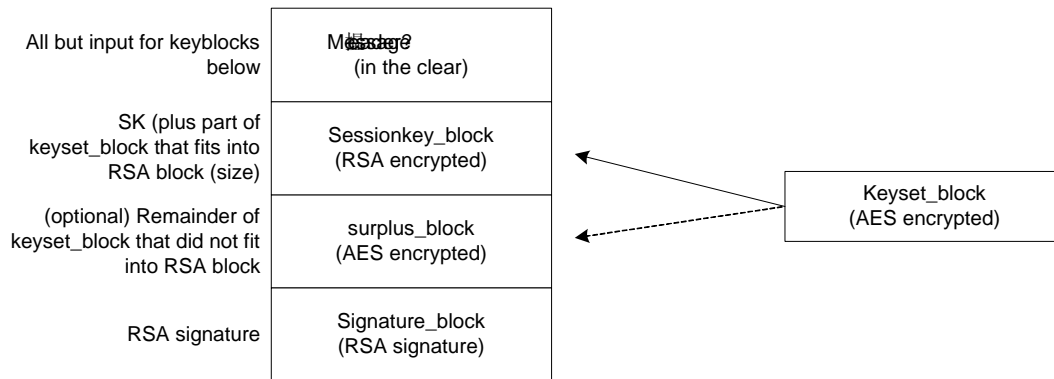 All but input for keyblocks
below
(in the clear)
SK (plus part of
keyset_block that fits into
RSA block (size)
Sessionkey_block
(RSA encrypted)
(optional) Remainder of
keyset_block that did not fit
into RSA block
surplus_block
(AES encrypted)
RSA signature
Signature_block
(RSA signature)
Keyset_block
(AES encrypted)